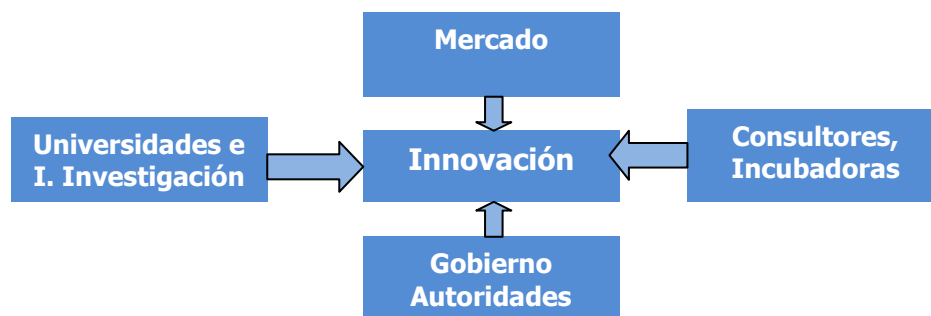 Mercado
Universidades e
I. Investigación
Innovación
Consultores,
Incubadoras
Gobierno
Autoridades